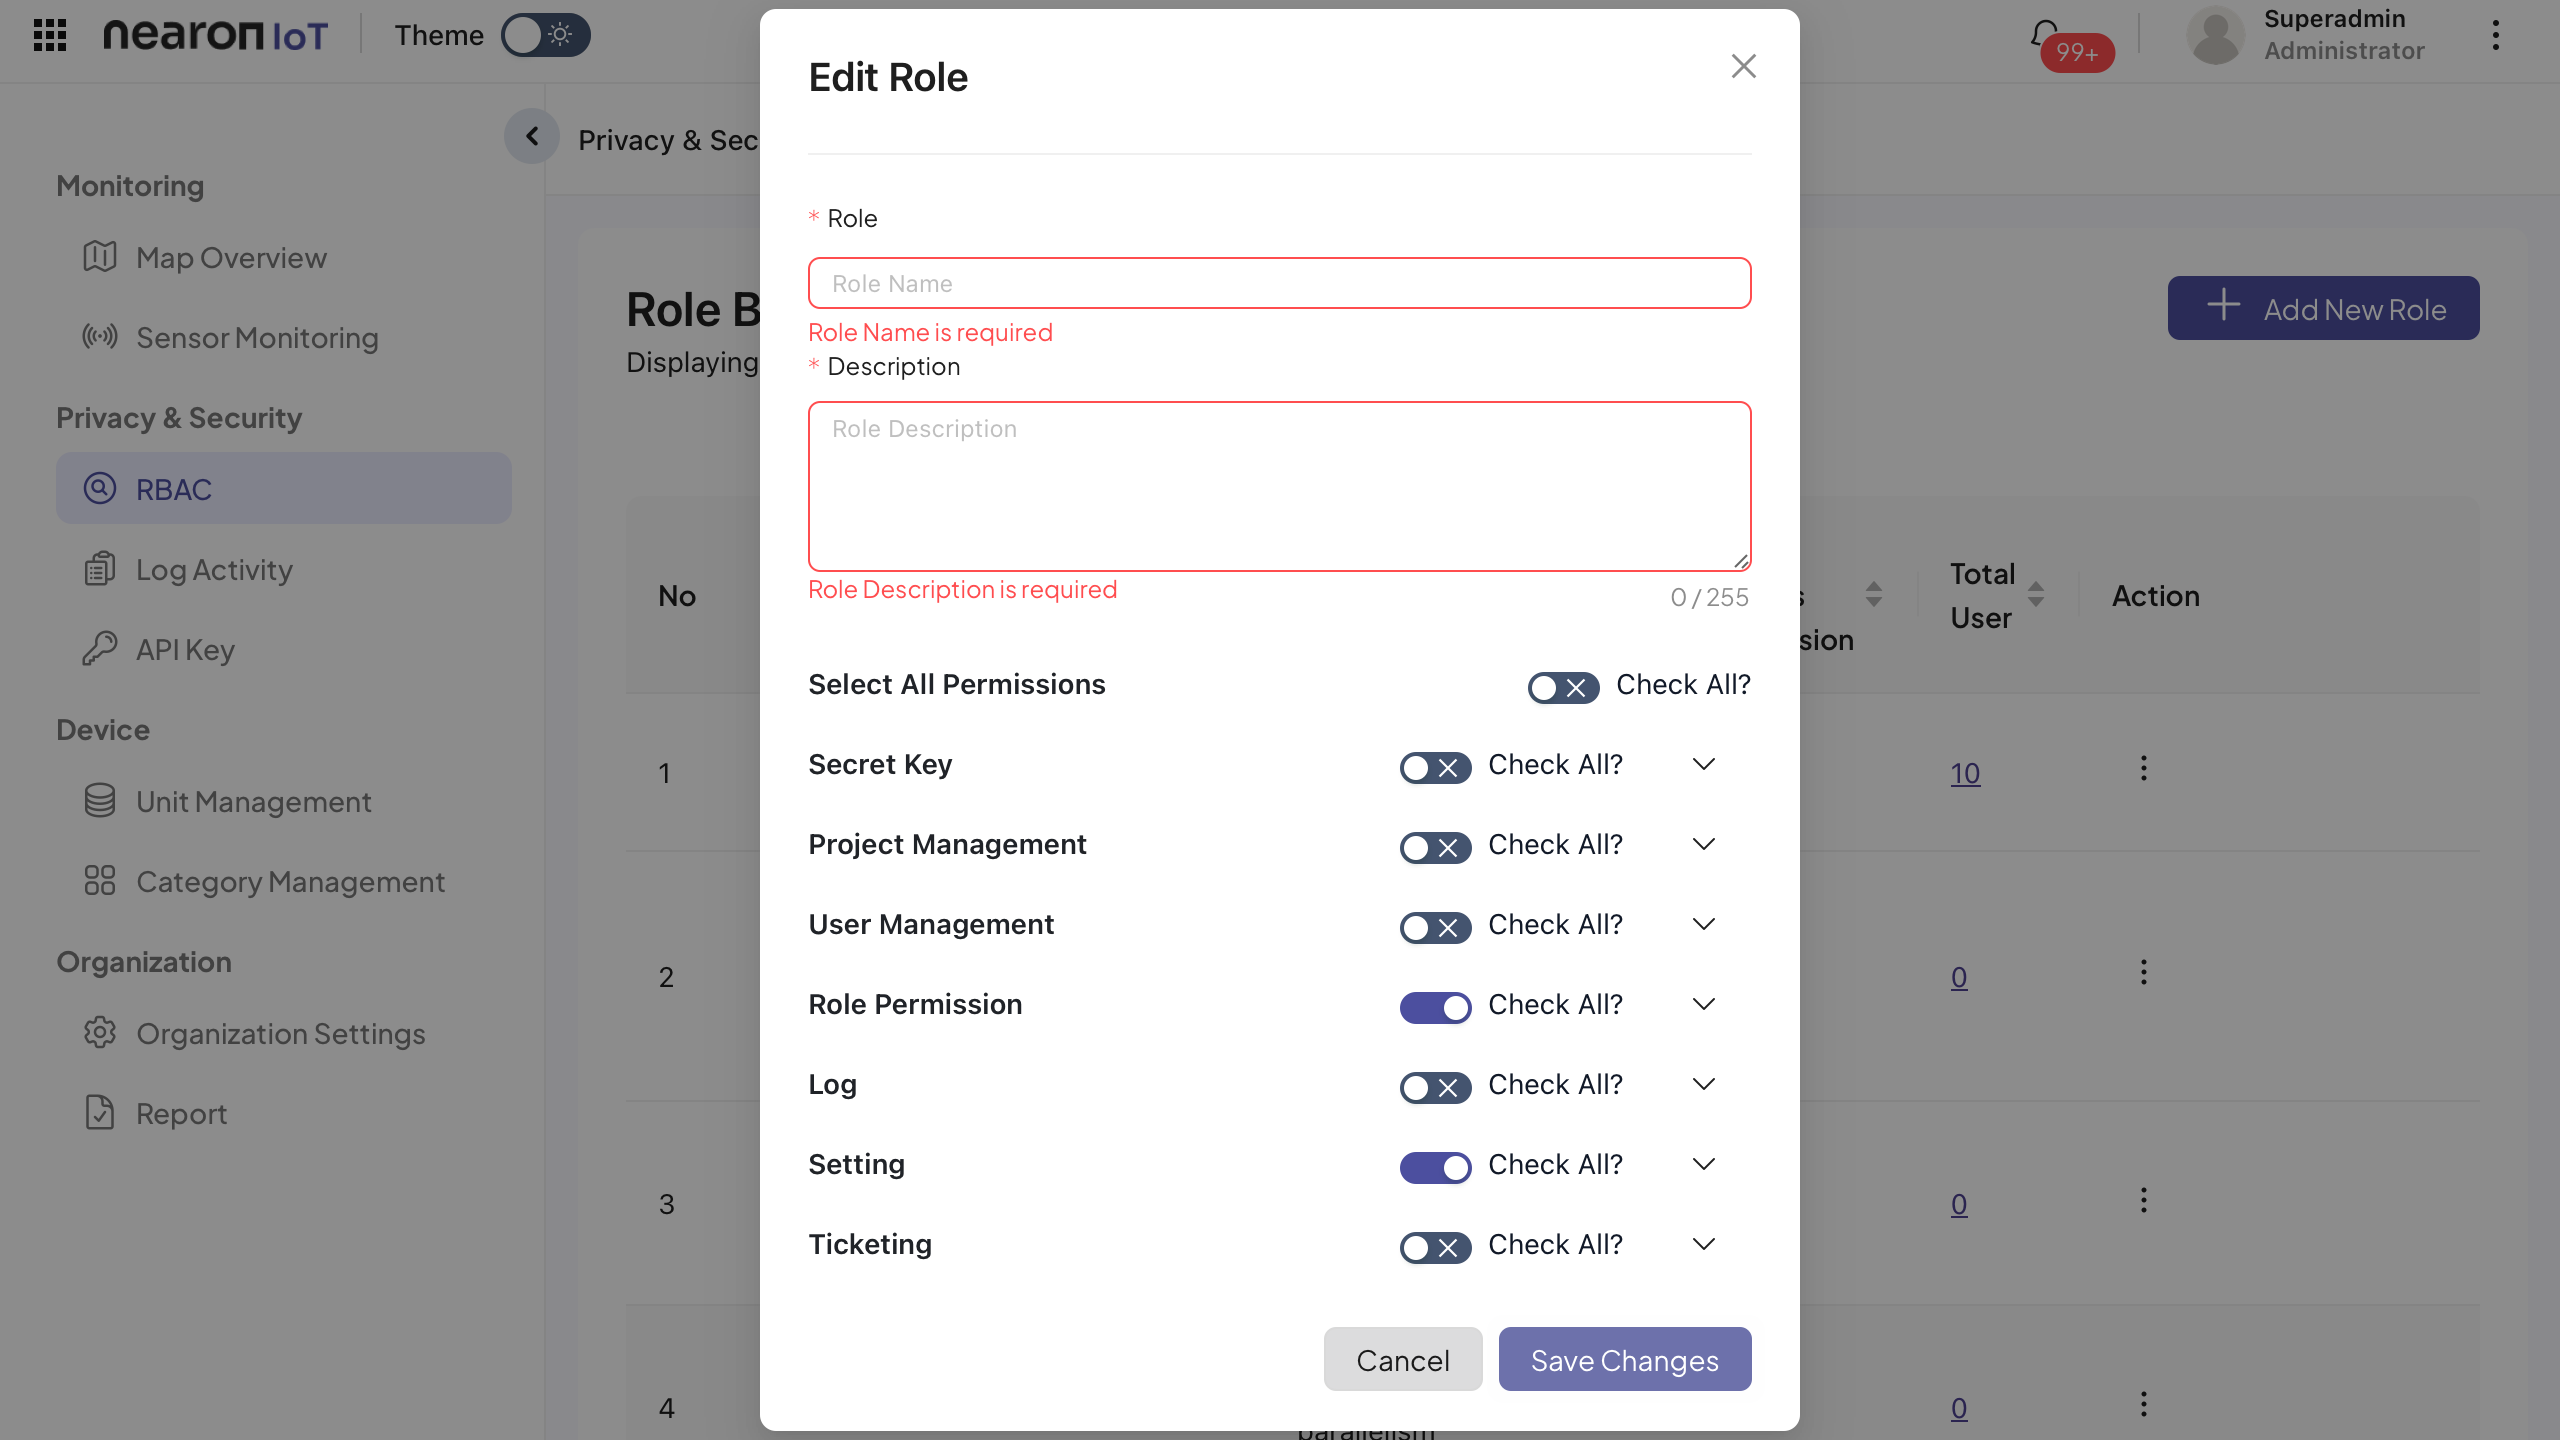 nearon IoT
Theme
99+
Superadmin
Administrator
Monitoring
Map Overview
Sensor Monitoring
Privacy & Security
RBAC
Log Activity
API Key
Device
Unit Management
Category Management
Organization
Organization Settings
Report
Privacy & Sec
Role B
Displaying
Add New Role
No
sion
Total
User
Action
1
10
2
0
3
0
4
0
Edit Role
* Role
Role Name
Role Name is required
* Description
Role Description
Role Description is required
0 / 255
Select All Permissions
Check All?
Secret Key
Check All?
Project Management
Check All?
User Management
Check All?
Role Permission
Check All?
Log
Check All?
Setting
Check All?
Ticketing
Check All?
Cancel
Save Changes